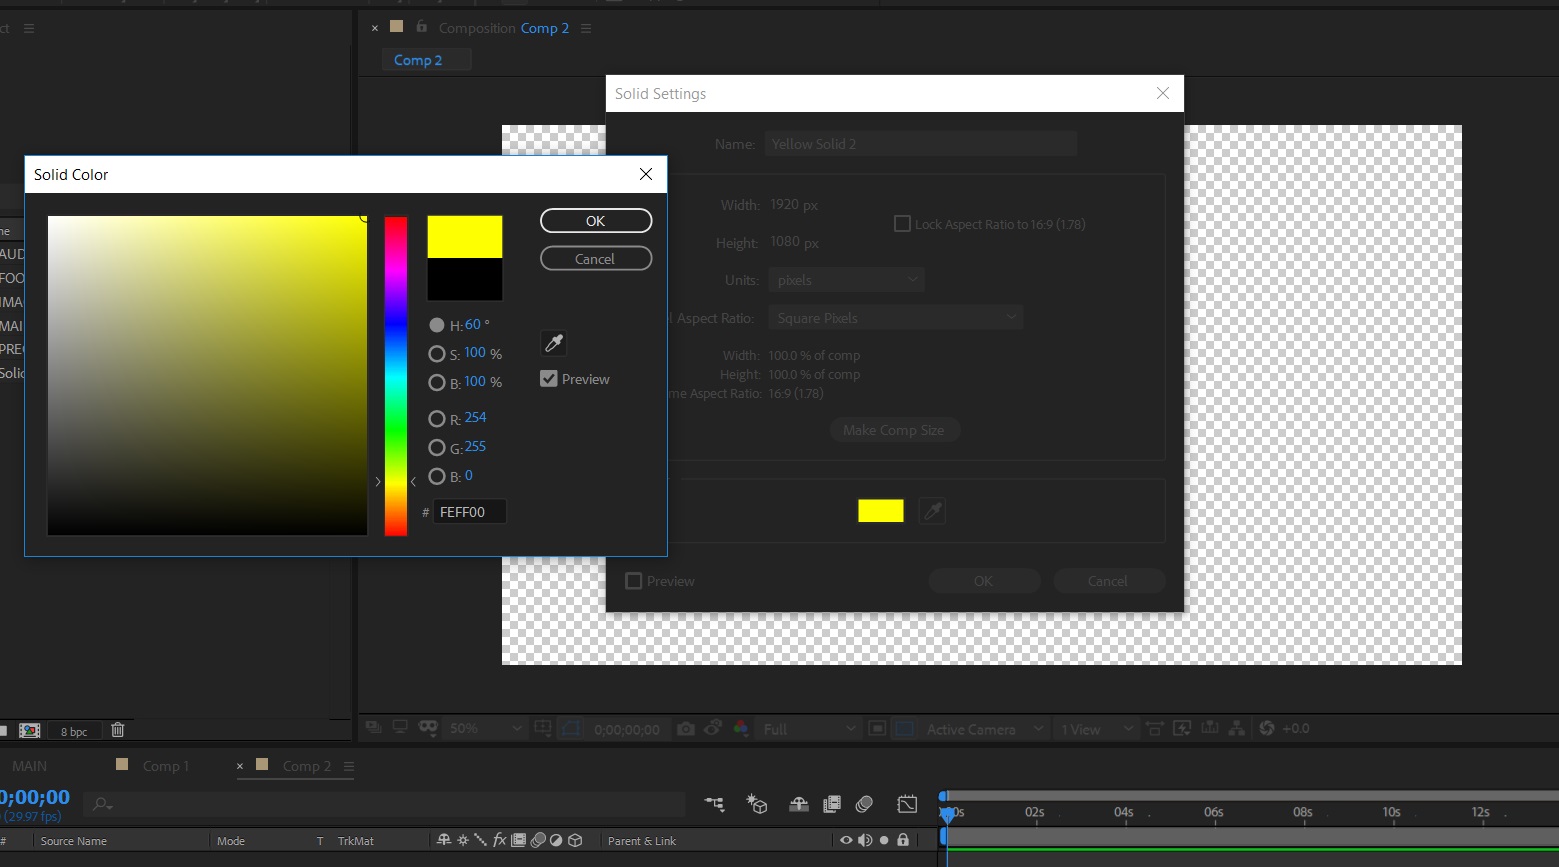 ct
Composition Comp 2
Comp 2
Solid Settings
Name: Yellow Solid 2
Width: 1920 px
Height: 1080 px
Lock Aspect Ratio to 16:9 (1.78)
Units: pixels
l Aspect Ratio: Square Pixels
Width: 100.0 % of comp
Height: 100.0 % of comp
me Aspect Ratio: 16:9 (1.78)
Make Comp Size
Preview
OK
Cancel
Solid Color
OK
Cancel
H: 60 °
S: 100 %
B: 100 %
Preview
R: 254
G: 255
B: 0
# FEFF00
ne
AUD
FOO
IMA
MAI
PREC
Solic
8 bpc
50%
0;00;00;00
Full
Active Camera
1 View
+0.0
MAIN
Comp 1
Comp 2
0;00;00
(29.97 fps)
00s 02s 04s 06s 08s 10s 12s
# Source Name Mode T TrkMat fx Parent & Link